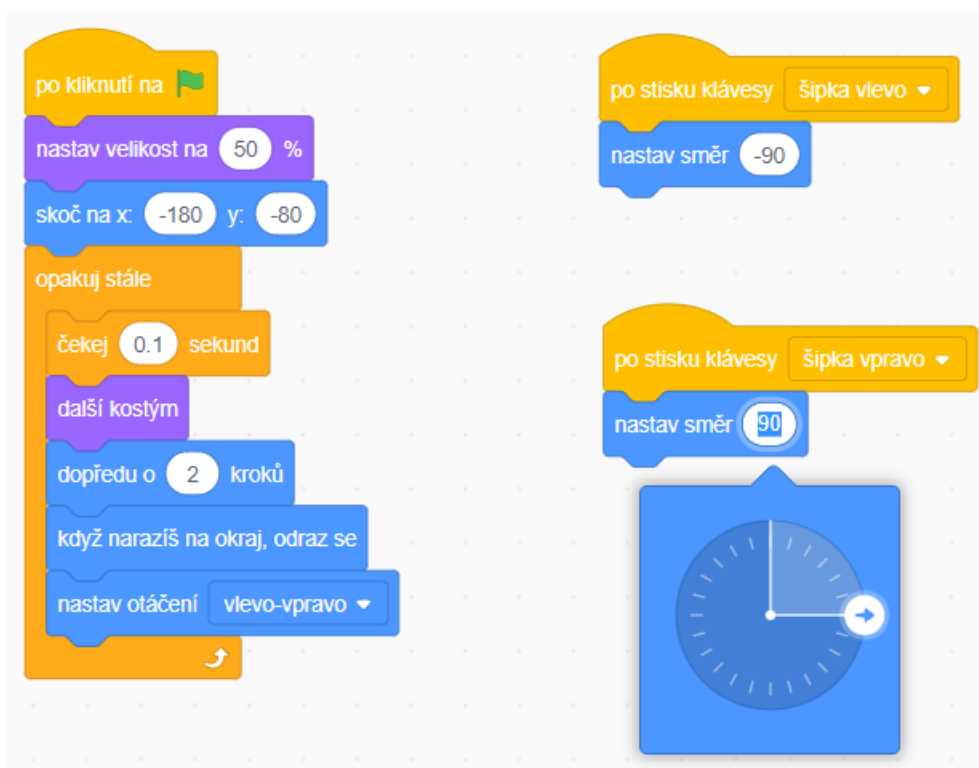 po kliknutí na
nastav velikost na 50 %
skoč na x: -180 y: -80
opakuj stále
čekej 0.1 sekund
další kostým
dopředu o 2 kroků
když narazíš na okraj, odraz se
nastav otáčení vlevo-vpravo
po stisku klávesy šipka vlevo
nastav směr -90
po stisku klávesy šipka vpravo
nastav směr 90